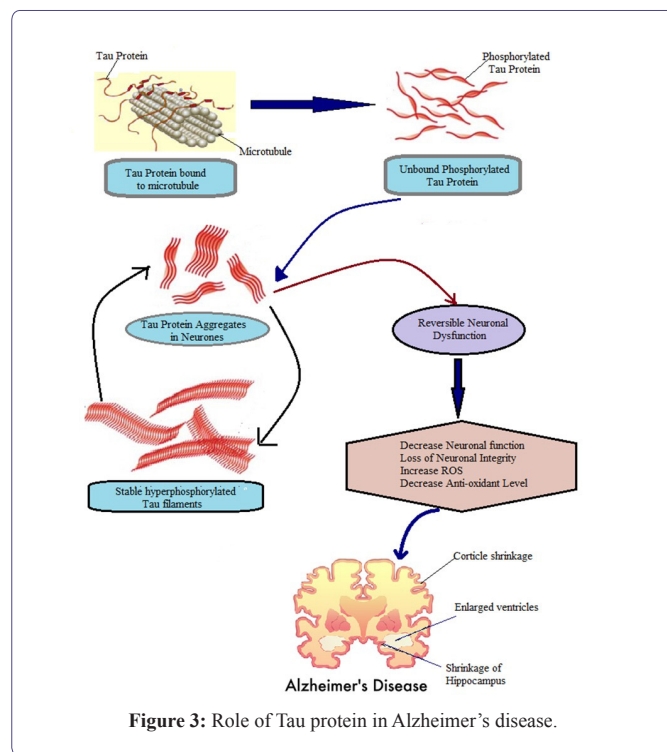 Tau Protein
Phosphorylated
Tau Protein
Microtubule
Tau Protein bound
to microtubule
Unbound Phosphorylated
Tau Protein
Tau Protein Aggregates
in Neurones
Reversible Neuronal
Dysfunction
Decrease Neuronal function
Loss of Neuronal Integrity
Increase ROS
Decrease Anti-oxidant Level
Stable hyperphosphorylated
Tau filaments
Corticle shrinkage
Enlarged ventricles
Shrinkage of
Hippocampus
Alzheimer's Disease
Figure 3: Role of Tau protein in Alzheimer’s disease.